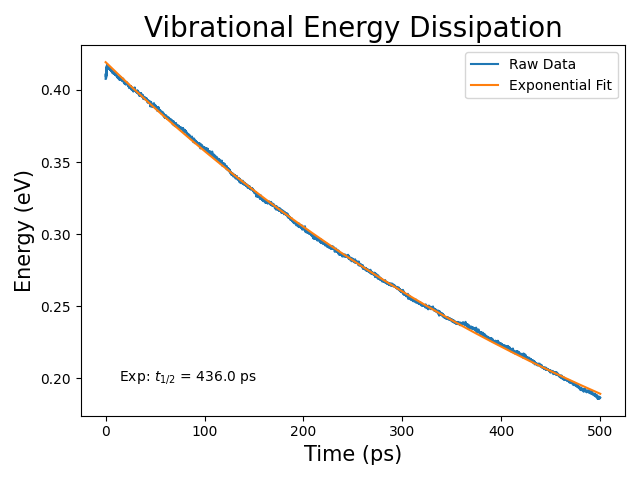 Vibrational Energy Dissipation
Raw Data
Exponential Fit
0.40
0.35
0.30
0.25
0.20
Energy (eV)
Exp: t1/2 = 436.0 ps
0 100 200 300 400 500
Time (ps)